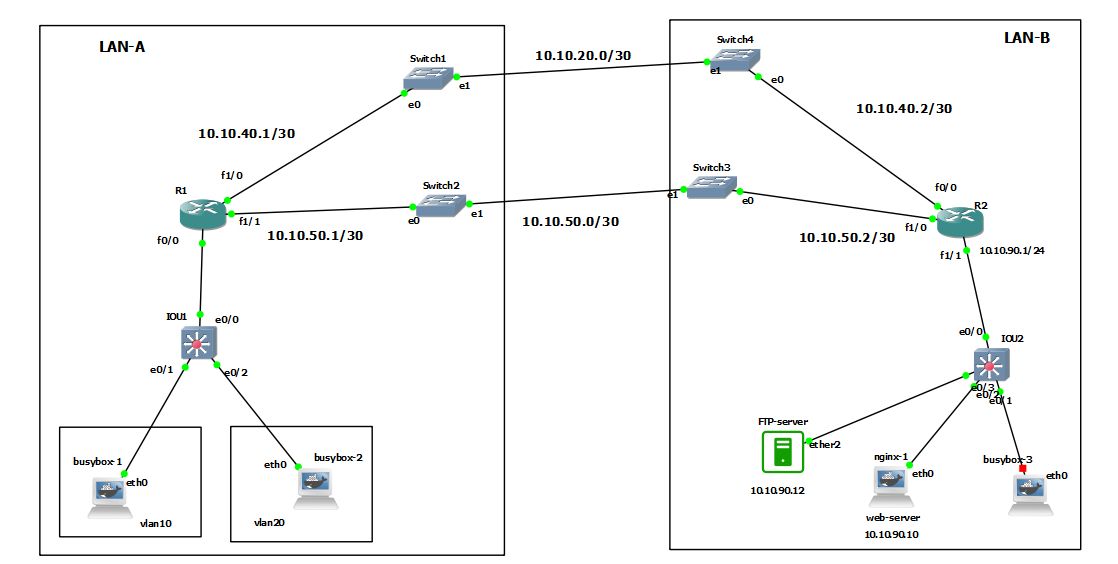 LAN-A
LAN-B
Switch1
e0
e1
10.10.20.0/30
Switch4
e1
e0
10.10.40.1/30
10.10.40.2/30
R1
f1/0
f1/1
f0/0
10.10.50.1/30
Switch2
e0
e1
10.10.50.0/30
Switch3
e1
e0
10.10.50.2/30
f0/0
R2
f1/0
f1/1
10.10.90.1/24
IOU1
e0/0
e0/1
e0/2
busybox-1
eth0
vlan10
busybox-2
eth0
vlan20
e0/0
IOU2
e0/3
e0/2
e0/1
FTP-server
ether2
10.10.90.12
nginx-1
eth0
web-server
10.10.90.10
busybox-3
eth0